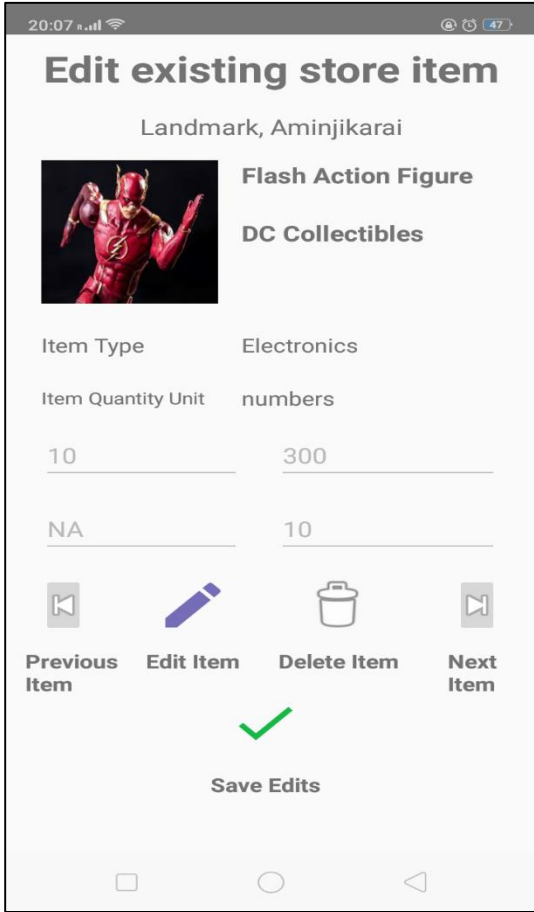 20:07
47
Edit existing store item
Landmark, Aminjikarai
Flash Action Figure
DC Collectibles
Item Type Electronics
Item Quantity Unit numbers
10 300
NA 10
Previous Item Edit Item Delete Item Next Item
Save Edits